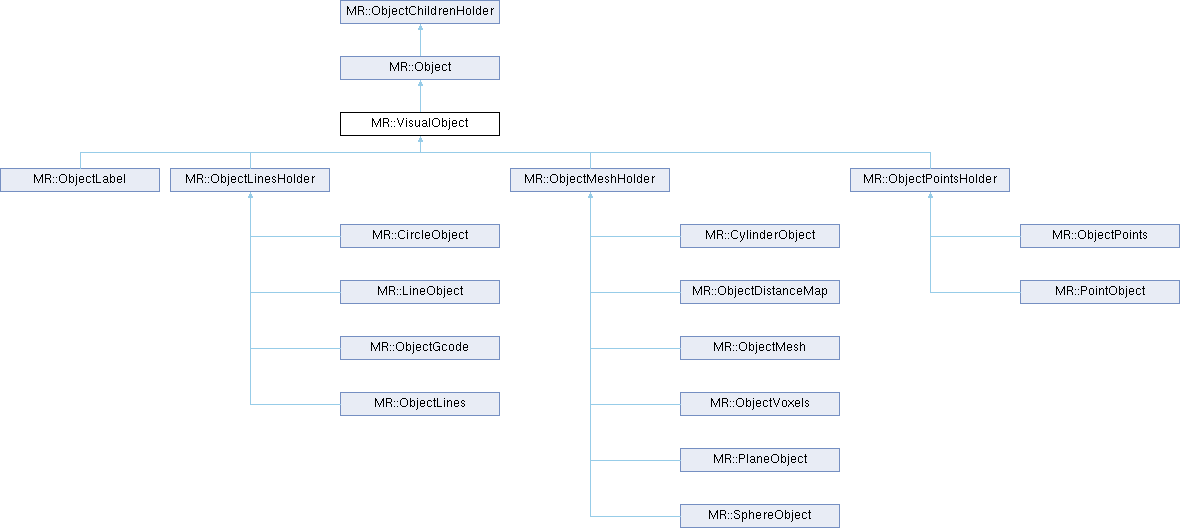 MR::ObjectChildrenHolder
MR::Object
MR::VisualObject
MR::ObjectLabel
MR::ObjectLinesHolder
MR::ObjectMeshHolder
MR::ObjectPointsHolder
MR::CircleObject
MR::CylinderObject
MR::ObjectPoints
MR::LineObject
MR::ObjectDistanceMap
MR::PointObject
MR::ObjectGcode
MR::ObjectMesh
MR::ObjectLines
MR::ObjectVoxels
MR::PlaneObject
MR::SphereObject